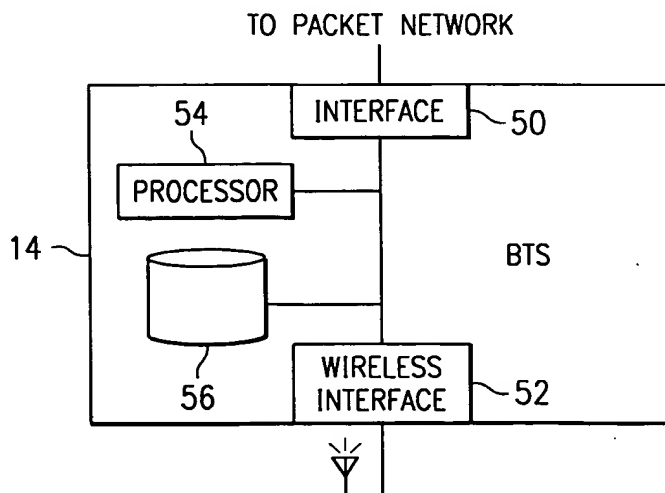 TO PACKET NETWORK
INTERFACE
50
54
PROCESSOR
14
BTS
56
WIRELESS
INTERFACE
52